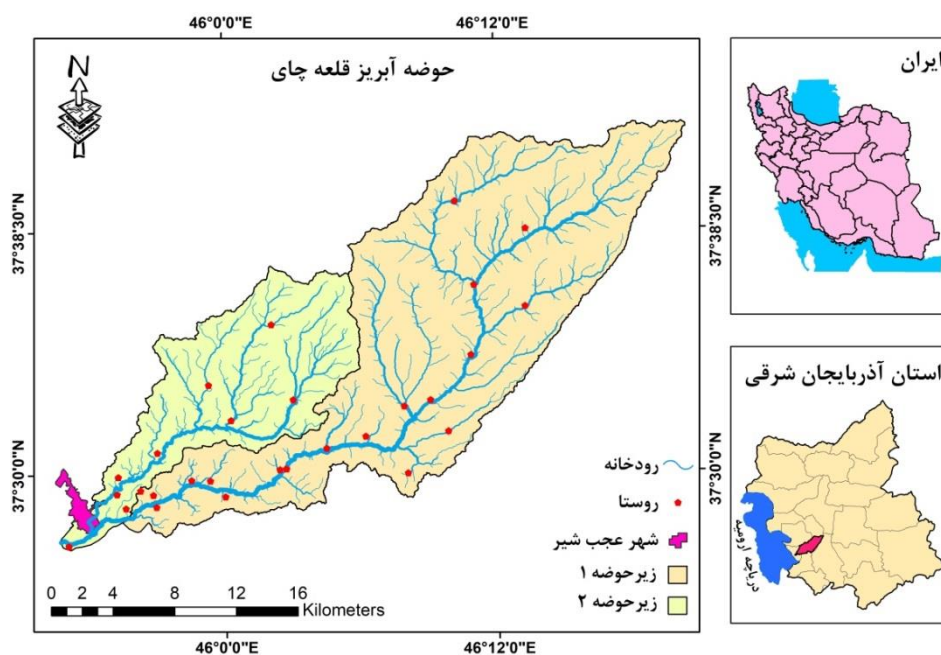 46°0'0"E
46°12'0"E
حوضه آبریز قلعه چای
N
37°38'30"N
37°30'0"N
رودخانه
روستا
شهر عجب شیر
زیرحوضه ۱
زیرحوضه ۲
0 2 4 8 12 16
Kilometers
46°0'0"E
46°12'0"E
ایران
37°38'30"N
استان آذربایجان شرقی
37°30'0"N
دریاچه ارومیه